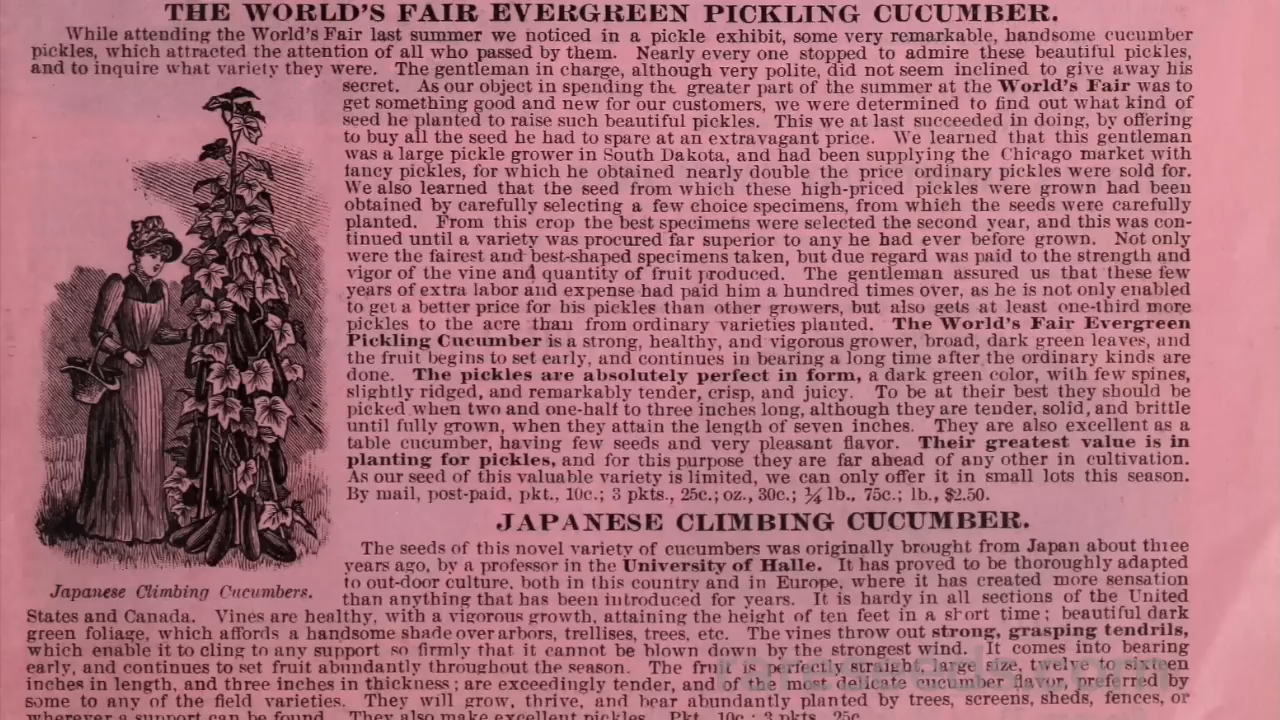 THE WORLD'S FAIR EVERGREEN PICKLING CUCUMBER.
While attending the World's Fair last summer we noticed in a pickle exhibit, some very remarkable, handsome cucumber
pickles, which attracted the attention of all who passed by them. Nearly every one stopped to admire these beautiful pickles,
and to inquire what variety they were. The gentleman in charge, although very polite, did not seem inclined to give away his
secret. As our object in spending the greater part of the summer at the World's Fair was to
get something good and new for our customers, we were determined to find out what kind of
seed he planted to raise such beautiful pickles. This we at last succeeded in doing, by offering
to buy all the seed he had to spare at an extravagant price. We learned that this gentleman
was a large pickle grower in South Dakota, and had been supplying the Chicago market with
fancy pickles, for which he obtained nearly double the price ordinary pickles were sold for.
We also learned that the seed from which these high-priced pickles were grown had been
obtained by carefully selecting a few choice specimens, from which the seeds were carefully
planted. From this crop the best specimens were selected the second year, and this was con-
tinued until a variety was procured far superior to any he had ever before grown. Not only
were the fairest and best-shaped specimens taken, but due regard was paid to the strength and
vigor of the vine and quantity of fruit produced. The gentleman assured us that these few
years of extra labor and expense had paid him a hundred times over, as he is not only enabled
to get a better price for his pickles than other growers, but also gets at least one-third more
pickles to the acre than from ordinary varieties planted. The World's Fair Evergreen
Pickling Cucumber is a strong, healthy, and vigorous grower, broad, dark green leaves, and
the fruit begins to set early, and continues in bearing a long time after the ordinary kinds are
done. The pickles are absolutely perfect in form, a dark green color, with few spines,
slightly ridged, and remarkably tender, crisp, and juicy. To be at their best they should be
picked when two and one-half to three inches long, although they are tender, solid, and brittle
until fully grown, when they attain the length of seven inches. They are also excellent as a
table cucumber, having few seeds and very pleasant flavor. Their greatest value is in
planting for pickles, and for this purpose they are far ahead of any other in cultivation.
As our seed of this valuable variety is limited, we can only offer it in small lots this season.
By mail, post-paid, pkt., 10c.; 3 pkts., 25c.; oz., 30c.; ¼ lb., 75c.; lb., $2.50.
JAPANESE CLIMBING CUCUMBER.
The seeds of this novel variety of cucumbers was originally brought from Japan about three
years ago, by a professor in the University of Halle. It has proved to be thoroughly adapted
to out-door culture, both in this country and in Europe, where it has created more sensation
than anything that has been introduced for years. It is hardy in all sections of the United
Japanese Climbing Cucumbers.
States and Canada. Vines are healthy, with a vigorous growth, attaining the height of ten feet in a short time; beautiful dark
green foliage, which affords a handsome shade over arbors, trellises, trees, etc. The vines throw out strong, grasping tendrils,
which enable it to cling to any support so firmly that it cannot be blown down by the strongest wind. It comes into bearing
early, and continues to set fruit abundantly throughout the season. The fruit is perfectly straight, large size, twelve to sixteen
inches in length, and three inches in thickness; are exceedingly tender, and of the most delicate cucumber flavor, preferred by
some to any of the field varieties. They will grow, thrive, and bear abundantly planted by trees, screens, sheds, fences, or
wherever a support can be found. They also make excellent pickles. Pkt., 10c.; 3 pkts., 25c.